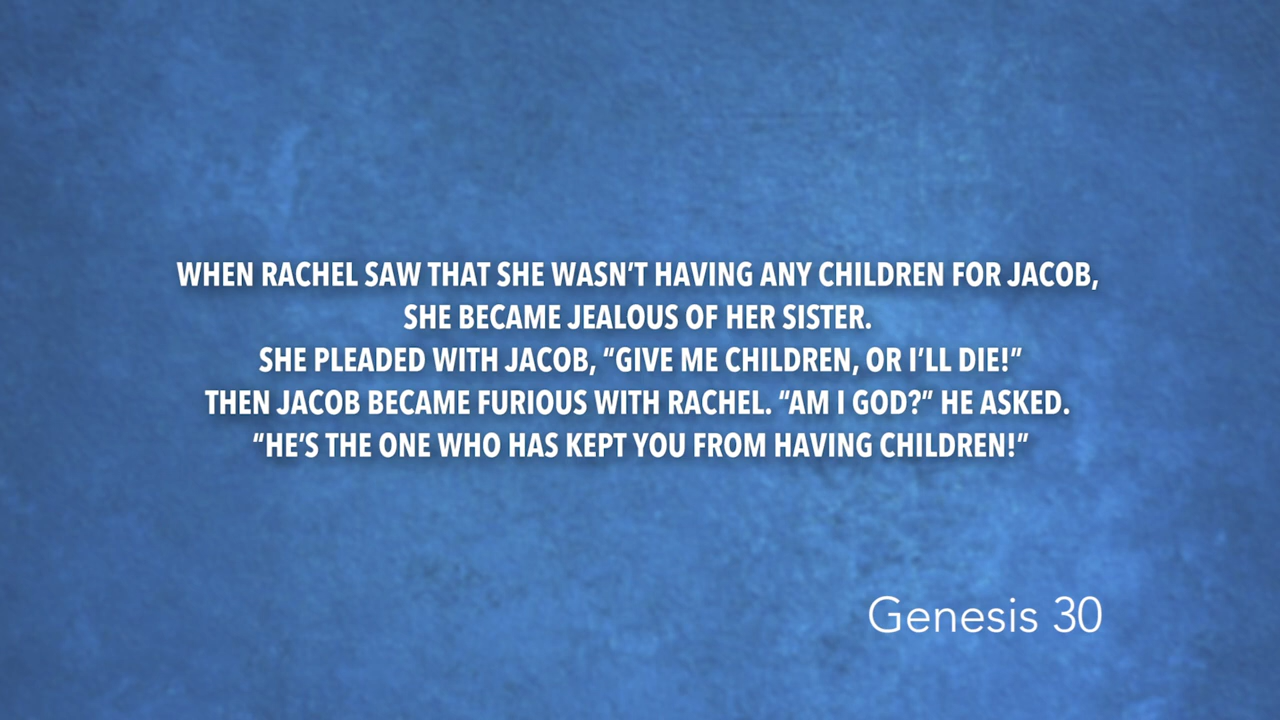 WHEN RACHEL SAW THAT SHE WASN’T HAVING ANY CHILDREN FOR JACOB,
SHE BECAME JEALOUS OF HER SISTER.
SHE PLEADED WITH JACOB, “GIVE ME CHILDREN, OR I’LL DIE!”
THEN JACOB BECAME FURIOUS WITH RACHEL. “AM I GOD?” HE ASKED.
“HE’S THE ONE WHO HAS KEPT YOU FROM HAVING CHILDREN!”
Genesis 30